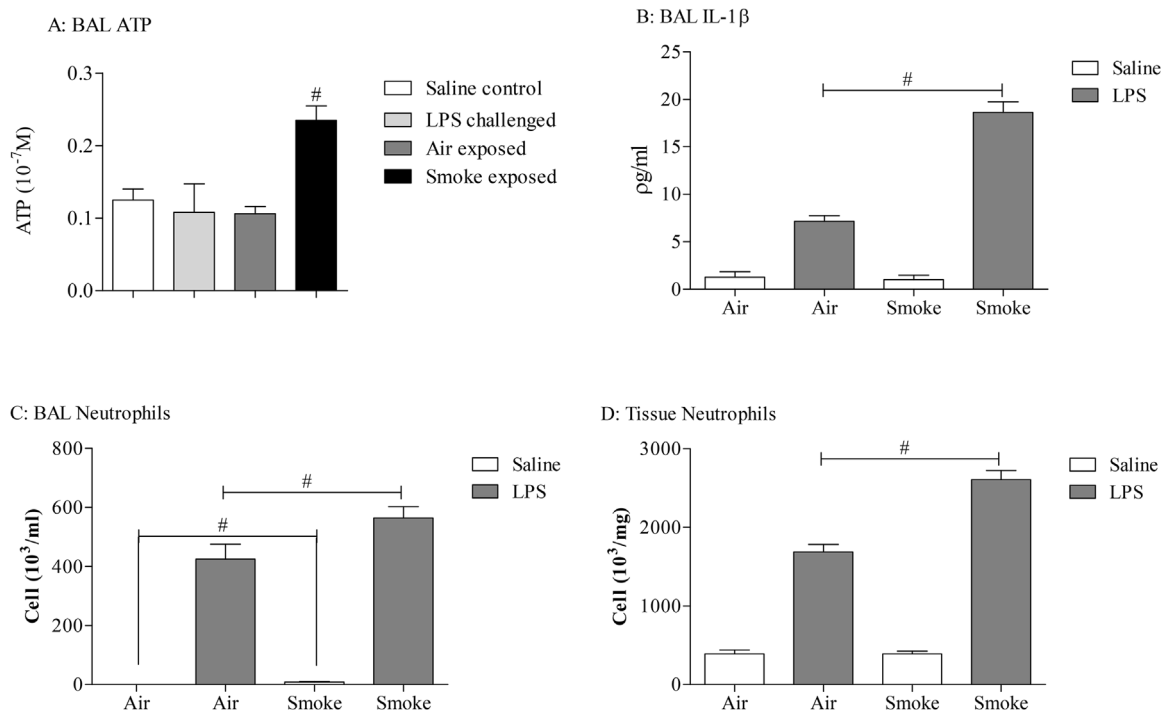 A: BAL ATP
0.3
0.2
0.1
0.0
ATP (10⁻⁷M)
#
Saline control
LPS challenged
Air exposed
Smoke exposed
B: BAL IL-1β
25
20
15
10
5
0
ρg/ml
#
Saline
LPS
Air Air Smoke Smoke
C: BAL Neutrophils
800
600
400
200
0
Cell (10³/ml)
#
#
Saline
LPS
Air Air Smoke Smoke
D: Tissue Neutrophils
3000
2000
1000
0
Cell (10³/mg)
#
Saline
LPS
Air Air Smoke Smoke